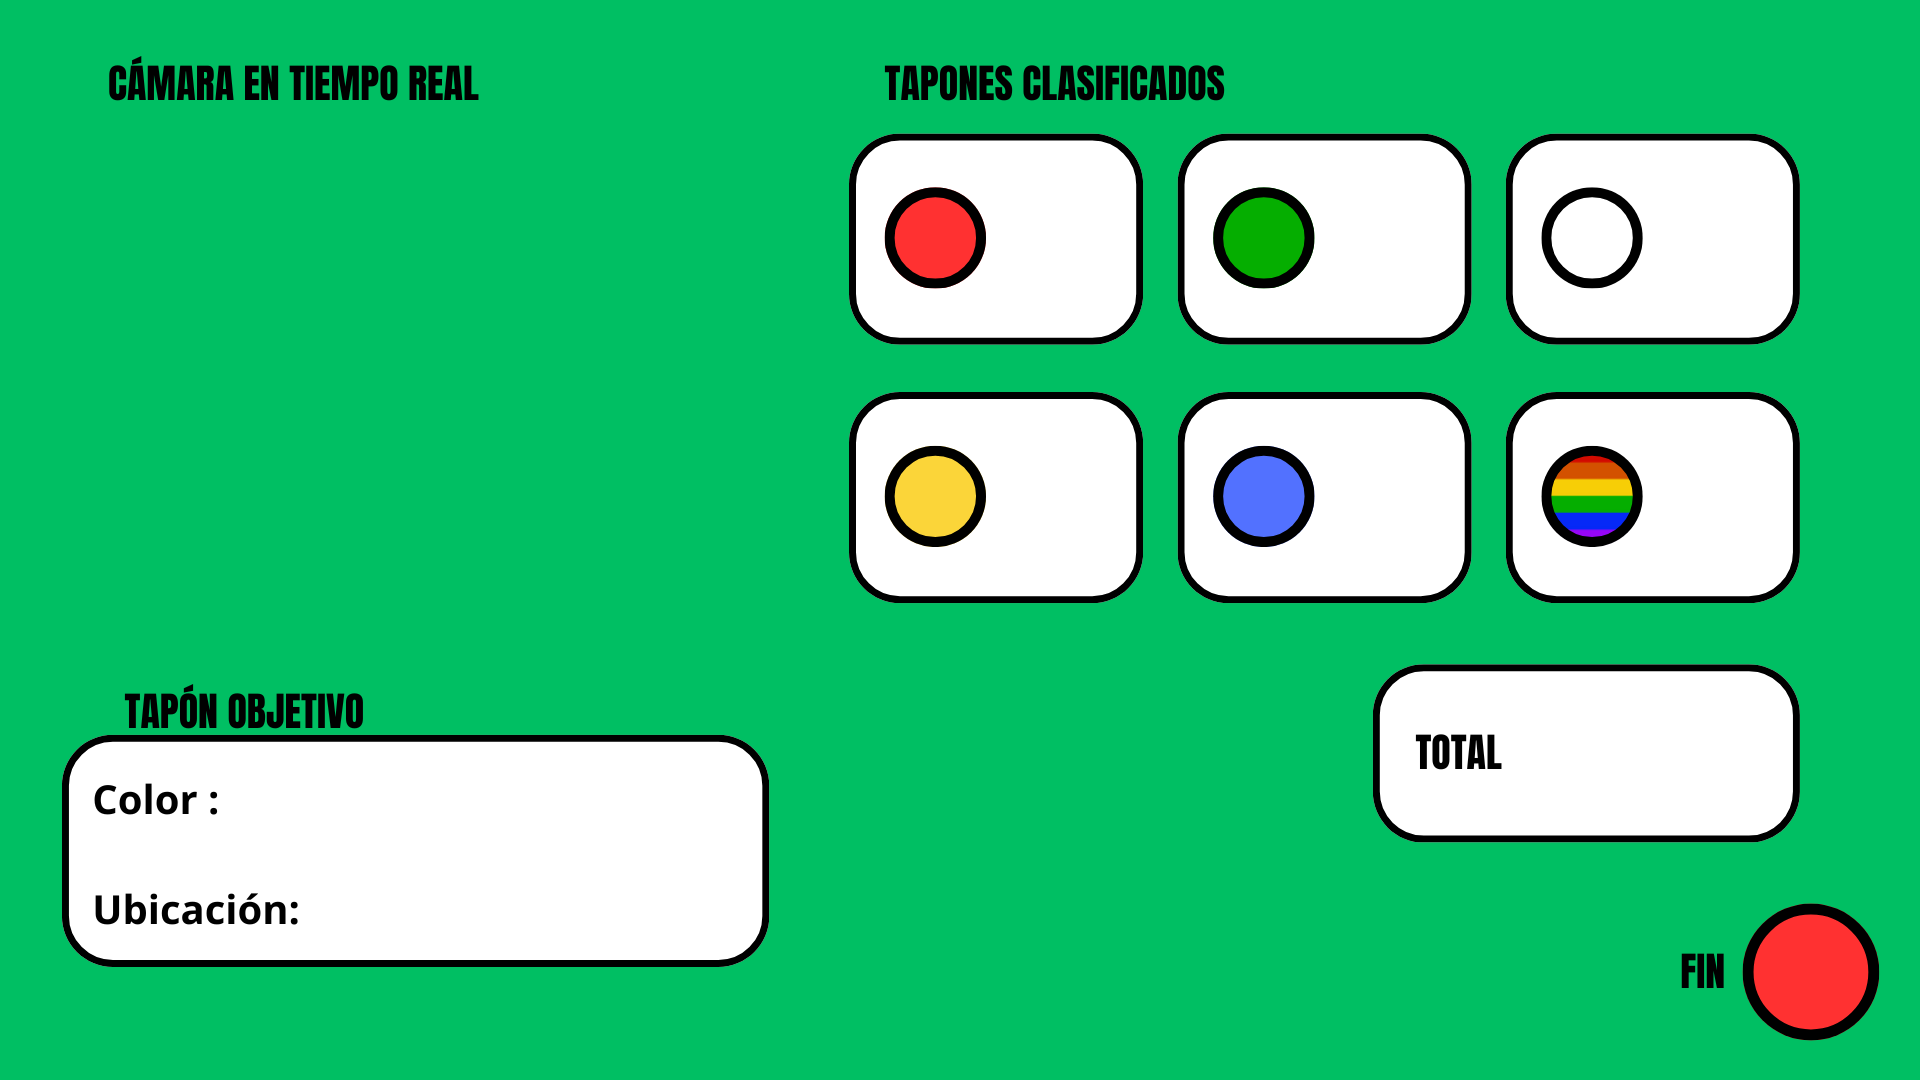 CÁMARA EN TIEMPO REAL
TAPONES CLASIFICADOS
TAPÓN OBJETIVO
Color :
Ubicación:
TOTAL
FIN